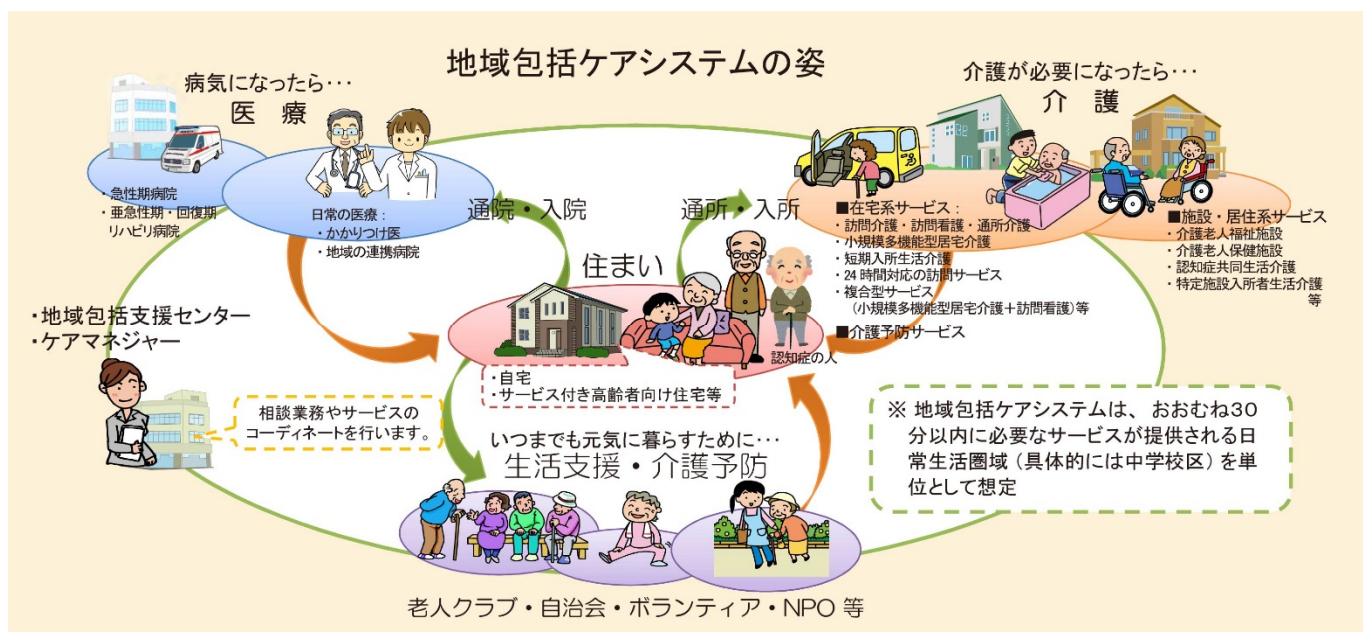 地域包括ケアシステムの姿
病気になったら･･･
医 療
・急性期病院
・亜急性期・回復期
リハビリ病院
日常の医療：
・かかりつけ医
・地域の連携病院
通院・入院
通所・入所
介護が必要になったら･･･
介 護
■在宅系サービス：
・訪問介護・訪問看護・通所介護
・小規模多機能型居宅介護
・短期入所生活介護
・24時間対応の訪問サービス
・複合型サービス
（小規模多機能型居宅介護＋訪問看護）等
■介護予防サービス
■施設・居住系サービス
・介護老人福祉施設
・介護老人保健施設
・認知症共同生活介護
・特定施設入所者生活介護
等
住まい
認知症の人
・自宅
・サービス付き高齢者向け住宅等
・地域包括支援センター
・ケアマネジャー
相談業務やサービスの
コーディネートを行います。
いつまでも元気に暮らすために･･･
生活支援・介護予防
老人クラブ・自治会・ボランティア・NPO 等
※ 地域包括ケアシステムは、おおむね30
分以内に必要なサービスが提供される日
常生活圏域（具体的には中学校区）を単
位として想定